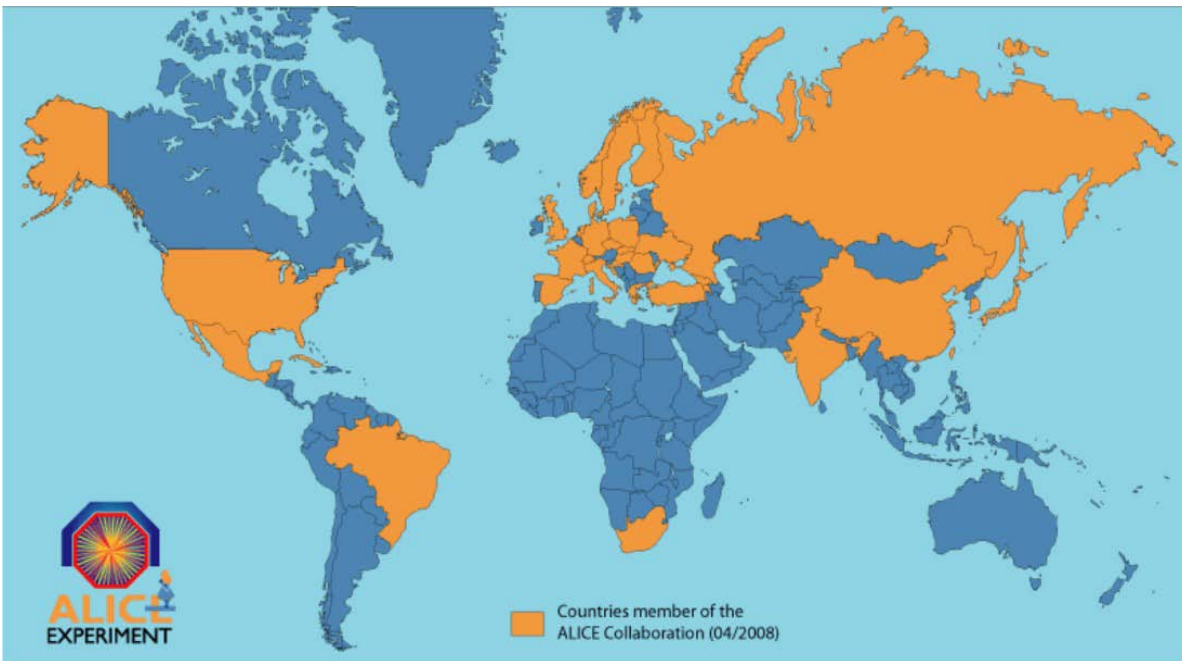 ALICE
EXPERIMENT
Countries member of the
ALICE Collaboration (04/2008)